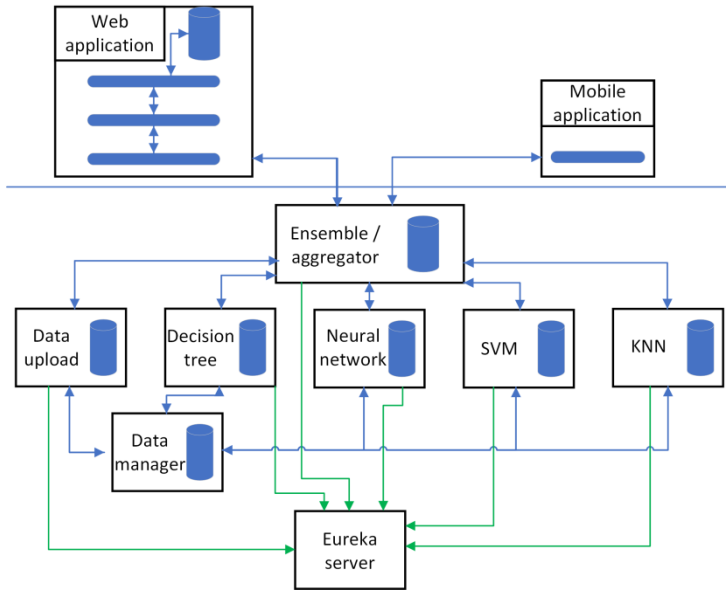 Web
application
Mobile
application
Ensemble /
aggregator
Data
upload
Decision
tree
Neural
network
SVM
KNN
Data
manager
Eureka
server